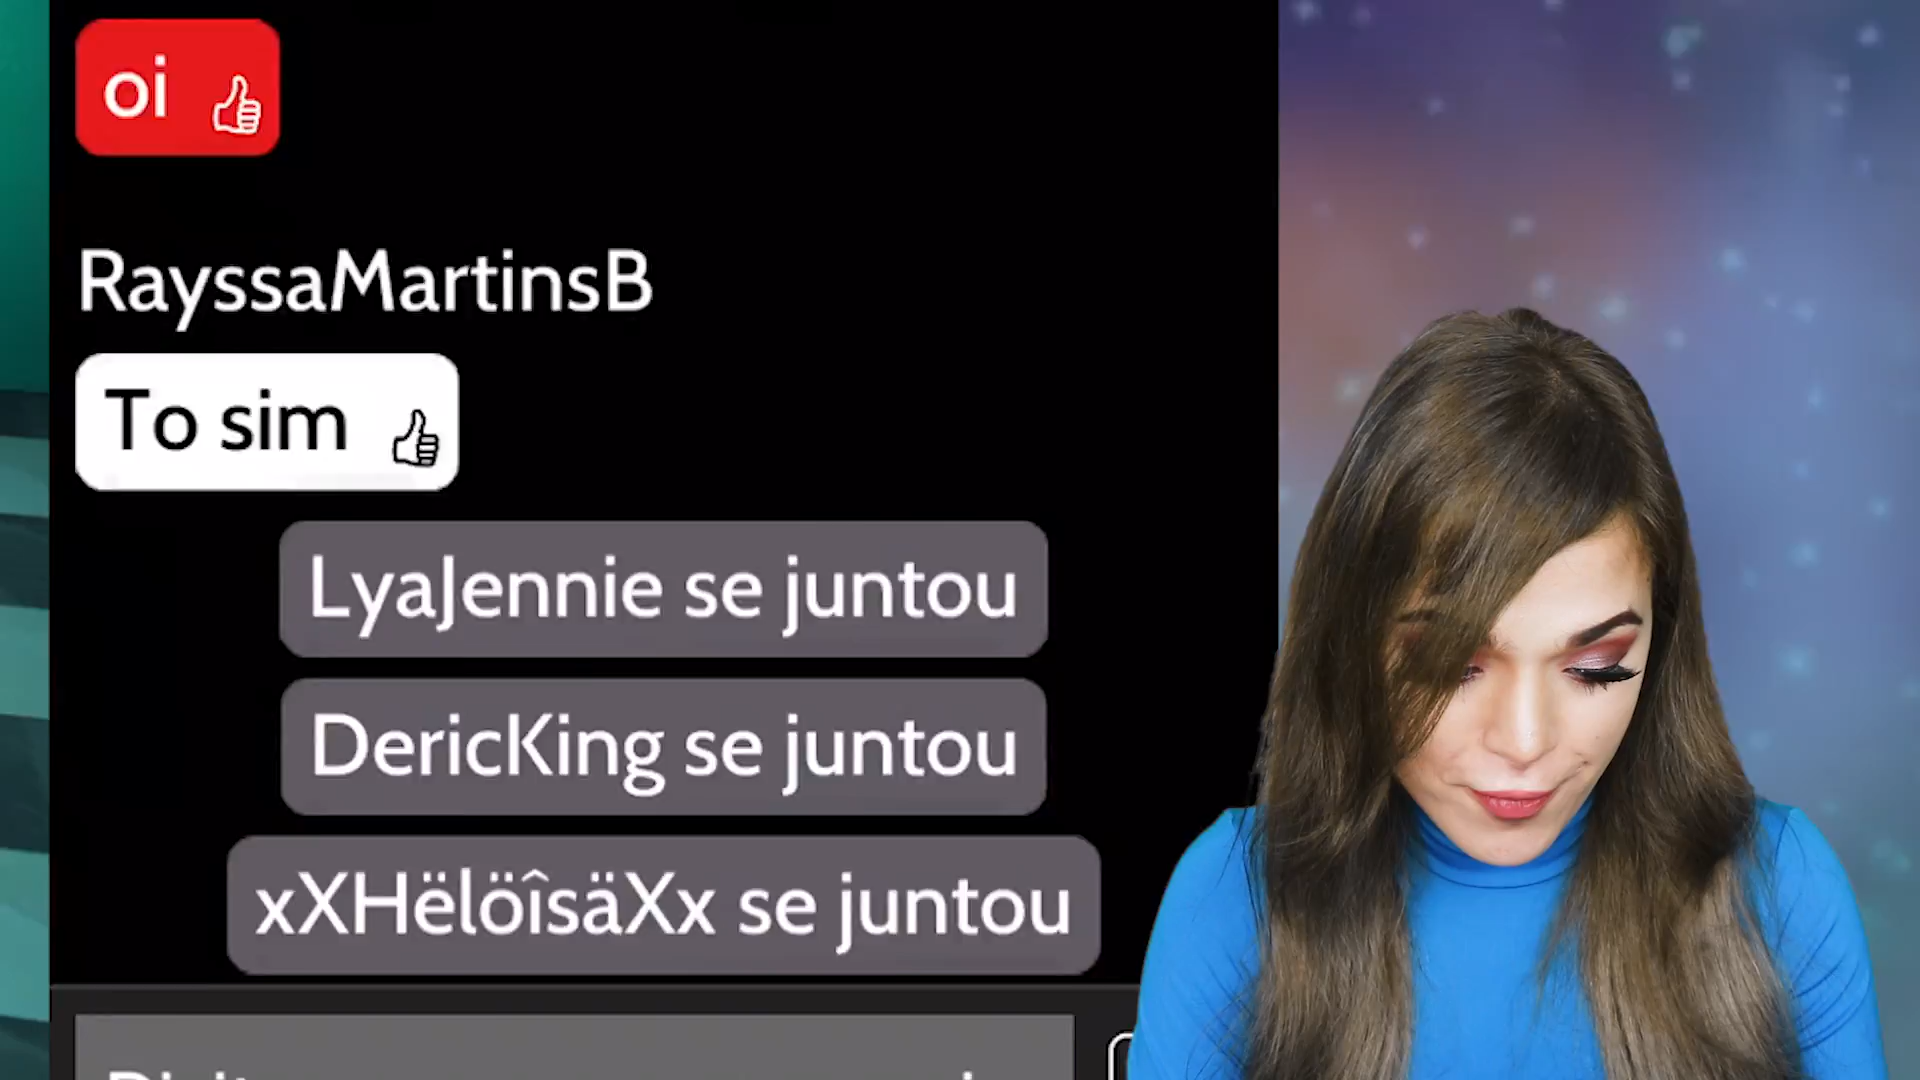 oi
RayssaMartinsB
To sim
LyaJennie se juntou
DericKing se juntou
xXHëlöîsäXx se juntou